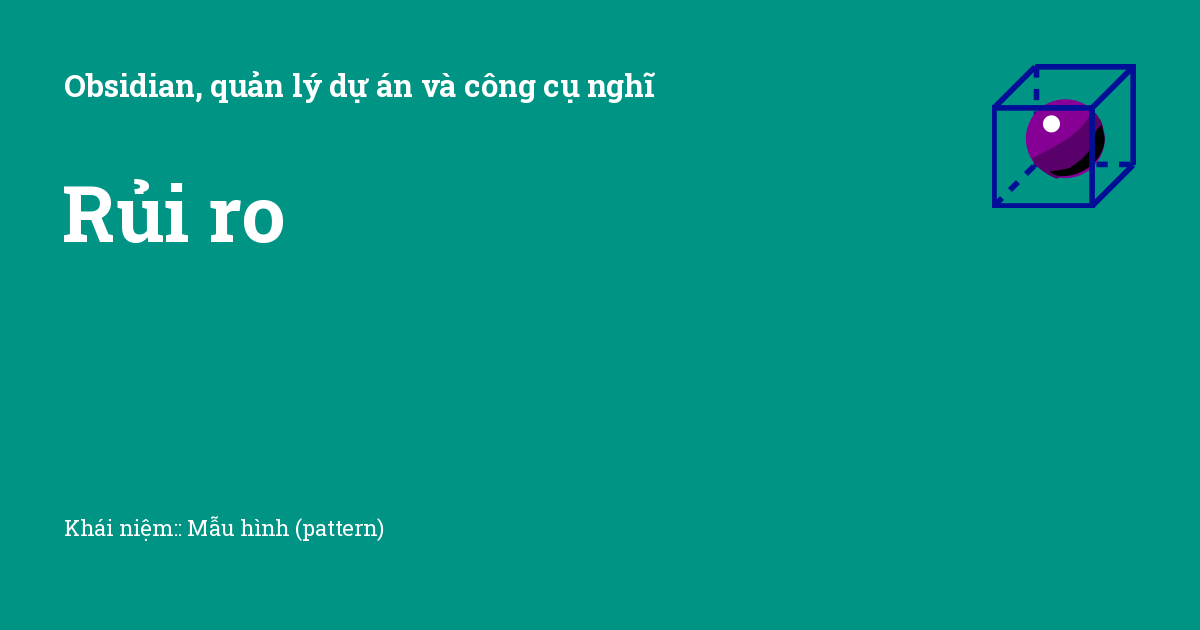 Obsidian, quản lý dự án và công cụ nghĩ
Rủi ro
Khái niệm:: Mẫu hình (pattern)